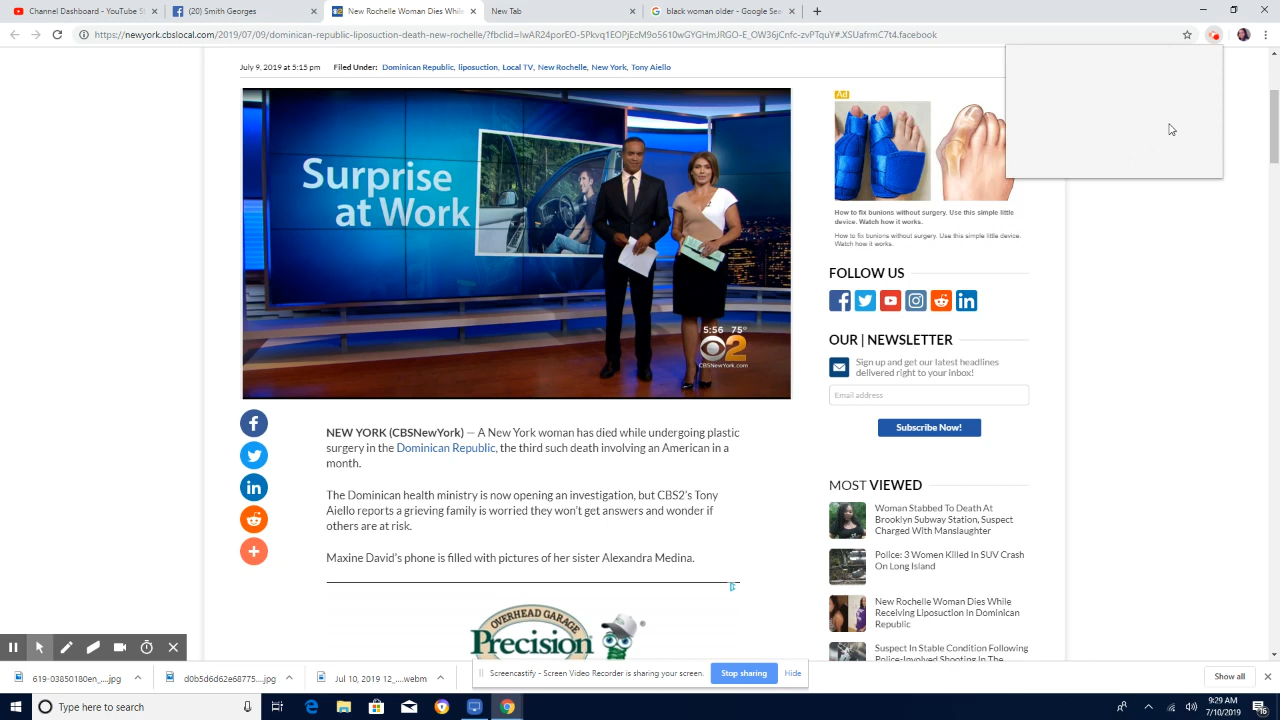 Channel Dashboard - YouTube St
(20) Smith Georges
New Rochelle Woman Dies While
New Tab
black woman older - Google Sea
https://newyork.cbslocal.com/2019/07/09/dominican-republic-liposuction-death-new-rochelle/?fbclid=IwAR24porEO-5Pkvq1EOPJEcM9o5610wGYGHmJRGO-E_OW36jCnfc-zvPTquY#.XSUafrmC7t4.facebook
July 9, 2019 at 5:15 pm Filed Under: Dominican Republic, liposuction, Local TV, New Rochelle, New York, Tony Aiello
Surprise
at Work
5:56 75°
2
CBSNewYork.com
Ad
How to fix bunions without surgery. Use this simple little
device. Watch how it works.
How to fix bunions without surgery. Use this simple little device.
Watch how it works.
FOLLOW US
OUR | NEWSLETTER
Sign up and get our latest headlines
delivered right to your inbox!
Email address
Subscribe Now!
NEW YORK (CBSNewYork) — A New York woman has died while undergoing plastic
surgery in the Dominican Republic, the third such death involving an American in a
month.
The Dominican health ministry is now opening an investigation, but CBS2's Tony
Aiello reports a grieving family is worried they won't get answers and wonder if
others are at risk.
Maxine David's phone is filled with pictures of her sister Alexandra Medina.
OVERHEAD GARAGE
Precision
MOST VIEWED
Woman Stabbed To Death At
Brooklyn Subway Station, Suspect
Charged With Manslaughter
Police: 3 Women Killed In SUV Crash
On Long Island
New Rochelle Woman Dies While
Receiving Liposuction In Dominican
Republic
Suspect In Stable Condition Following
Police-Involved Shooting In The
619-03101807re...jpg
d0b5d6d62e68775...jpg
Jul 10, 2019 12_....webm
Screencastify - Screen Video Recorder is sharing your screen.
Stop sharing
Hide
Show all
Type here to search
9:29 AM
7/10/2019
16